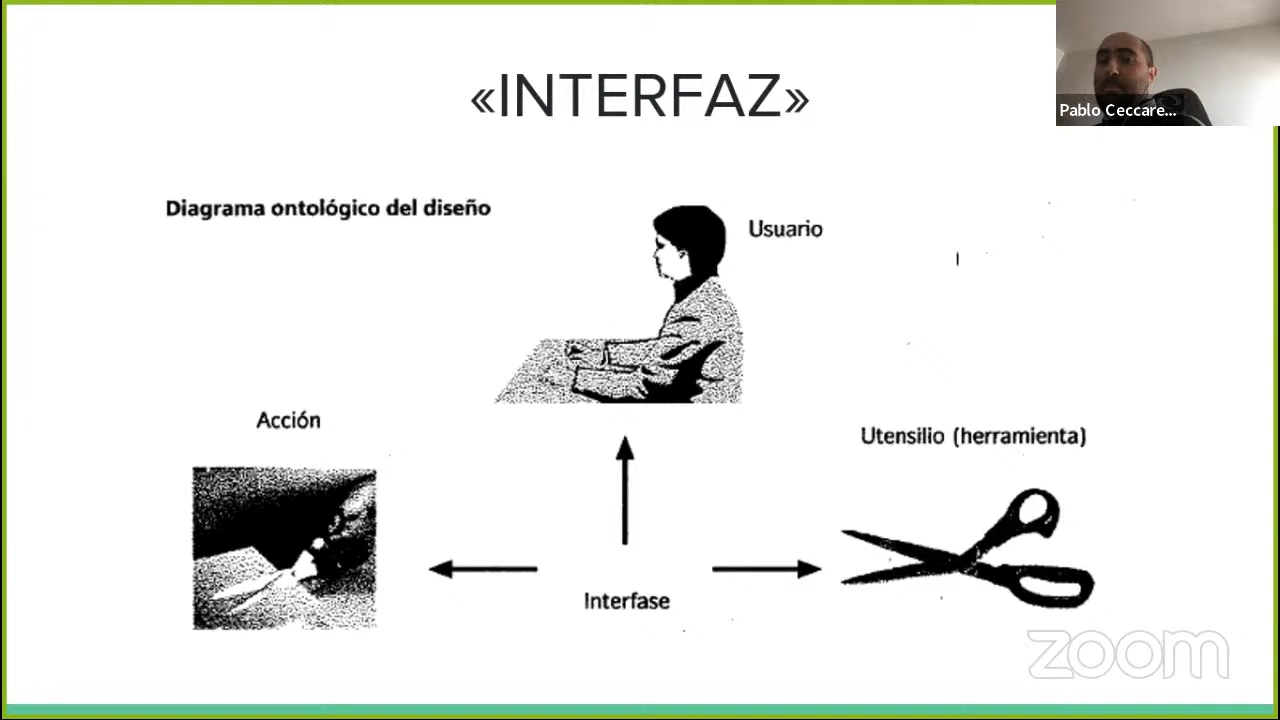 «INTERFAZ»
Pablo Ceccare...
Diagrama ontológico del diseño
Usuario
Acción
Utensilio (herramienta)
Interfase
zoom